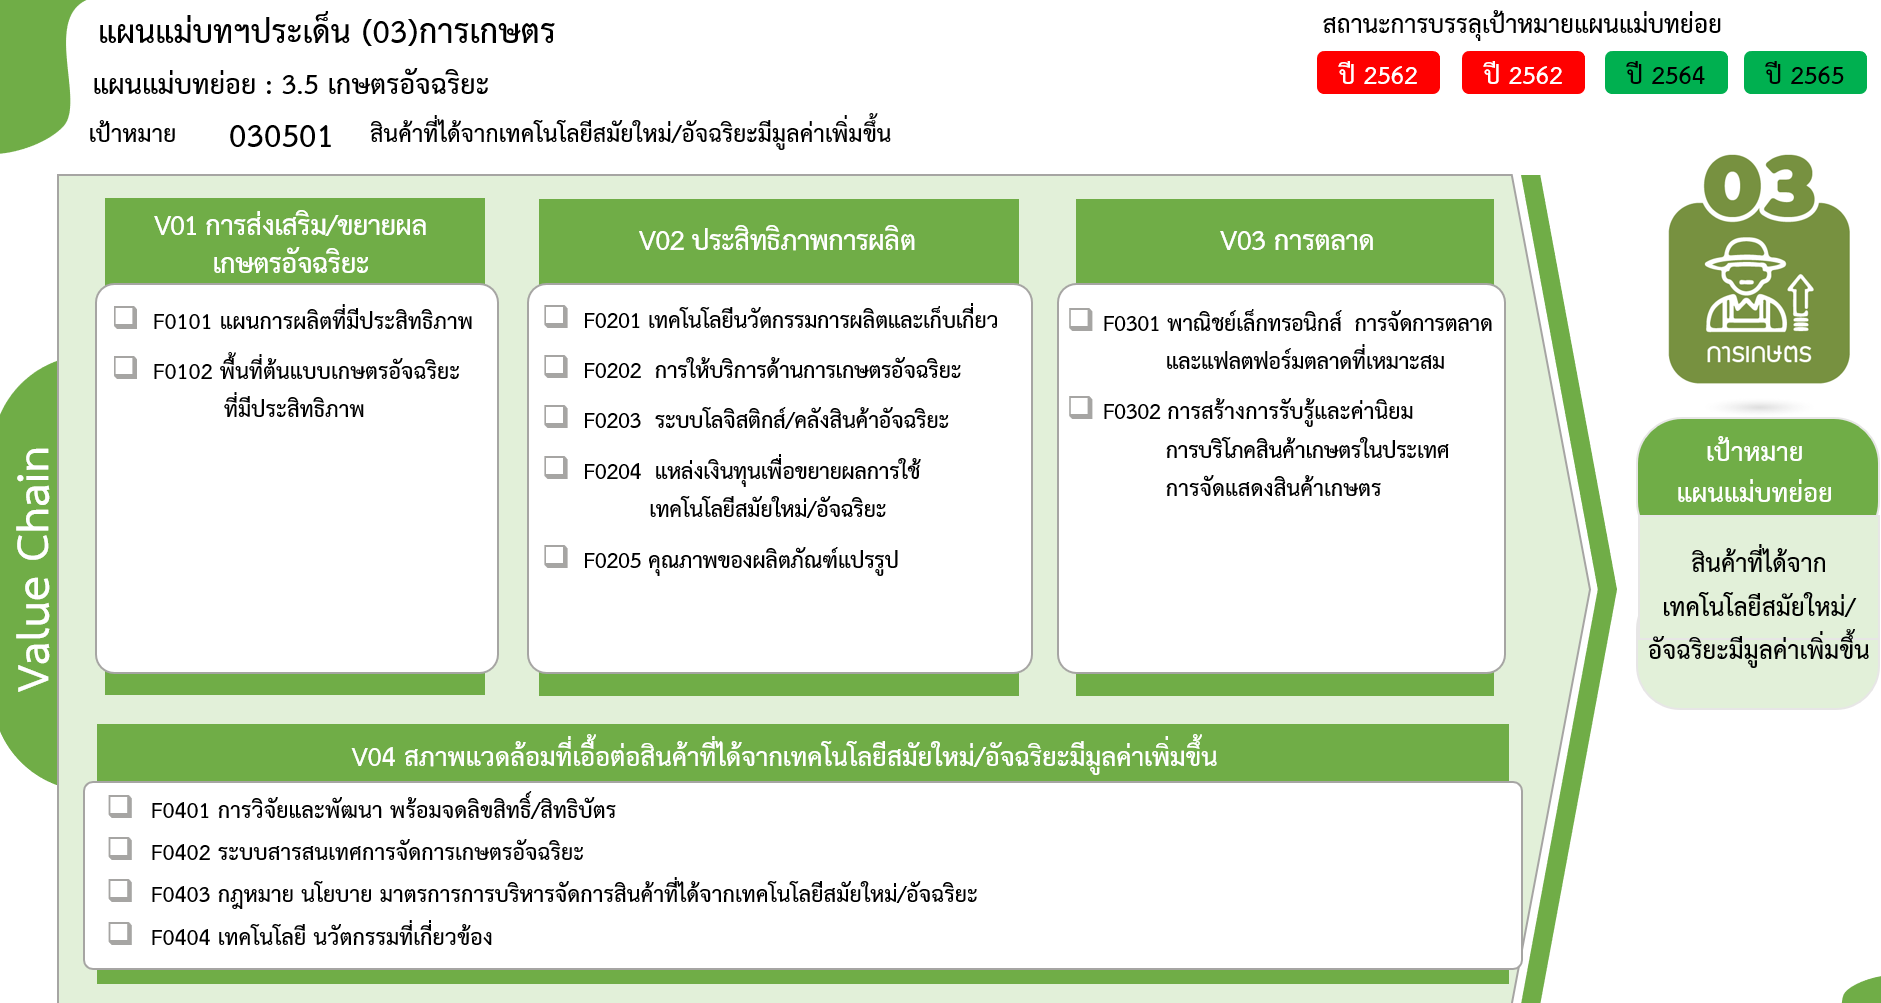 แผนแม่บทฯประเด็น (03)การเกษตร
แผนแม่บทย่อย : 3.5 เกษตรอัจฉริยะ
เป้าหมาย 030501 สินค้าที่ได้จากเทคโนโลยีสมัยใหม่/อัจฉริยะมีมูลค่าเพิ่มขึ้น
สถานะการบรรลุเป้าหมายแผนแม่บทย่อย
ปี 2562 ปี 2562 ปี 2564 ปี 2565
Value Chain
V01 การส่งเสริม/ขยายผล
เกษตรอัจฉริยะ
F0101 แผนการผลิตที่มีประสิทธิภาพ
F0102 พื้นที่ต้นแบบเกษตรอัจฉริยะ
ที่มีประสิทธิภาพ
V02 ประสิทธิภาพการผลิต
F0201 เทคโนโลยีนวัตกรรมการผลิตและเก็บเกี่ยว
F0202 การให้บริการด้านการเกษตรอัจฉริยะ
F0203 ระบบโลจิสติกส์/คลังสินค้าอัจฉริยะ
F0204 แหล่งเงินทุนเพื่อขยายผลการใช้
เทคโนโลยีสมัยใหม่/อัจฉริยะ
F0205 คุณภาพของผลิตภัณฑ์แปรรูป
V03 การตลาด
F0301 พาณิชย์เล็กทรอนิกส์ การจัดการตลาด
และแฟลตฟอร์มตลาดที่เหมาะสม
F0302 การสร้างการรับรู้และค่านิยม
การบริโภคสินค้าเกษตรในประเทศ
การจัดแสดงสินค้าเกษตร
V04 สภาพแวดล้อมที่เอื้อต่อสินค้าที่ได้จากเทคโนโลยีสมัยใหม่/อัจฉริยะมีมูลค่าเพิ่มขึ้น
F0401 การวิจัยและพัฒนา พร้อมจดลิขสิทธิ์/สิทธิบัตร
F0402 ระบบสารสนเทศการจัดการเกษตรอัจฉริยะ
F0403 กฎหมาย นโยบาย มาตรการการบริหารจัดการสินค้าที่ได้จากเทคโนโลยีสมัยใหม่/อัจฉริยะ
F0404 เทคโนโลยี นวัตกรรมที่เกี่ยวข้อง
03
การเกษตร
เป้าหมาย
แผนแม่บทย่อย
สินค้าที่ได้จาก
เทคโนโลยีสมัยใหม่/
อัจฉริยะมีมูลค่าเพิ่มขึ้น